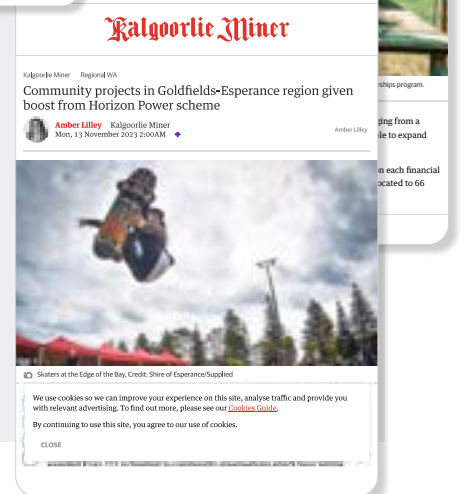 Kalgoorlie Miner
Kalgoorlie Miner Regional WA
Community projects in Goldfields-Esperance region given
boost from Horizon Power scheme
Amber Lilley Kalgoorlie Miner
Mon, 13 November 2023 2:00AM
Amber Lilley
Skaters at the Edge of the Bay. Credit: Shire of Esperance/Supplied
We use cookies so we can improve your experience on this site, analyse traffic and provide you
with relevant advertising. To find out more, please see our Cookies Guide.
By continuing to use this site, you agree to our use of cookies.
CLOSE
rships program.
ging from a
le to expand
n each financial
ocated to 66